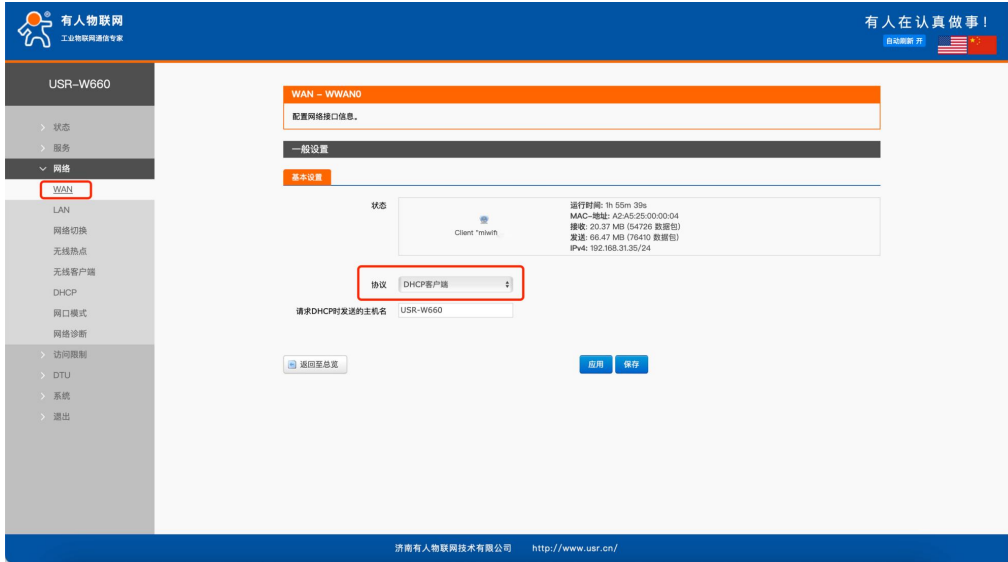 有人物联网
工业物联网通信专家
有人在认真做事!
自动刷新 开
USR-W660
状态
服务
网络
WAN
LAN
网络切换
无线热点
无线客户端
DHCP
网口模式
网络诊断
访问限制
DTU
系统
退出
WAN - WWAN0
配置网络接口信息。
一般设置
基本设置
状态
Client "miwifi_
运行时间: 1h 55m 39s
MAC-地址: A2:A5:25:00:00:04
接收: 20.37 MB (54726 数据包)
发送: 66.47 MB (76410 数据包)
IPv4: 192.168.31.35/24
协议 DHCP客户端
请求DHCP时发送的主机名 USR-W660
返回至总览
应用 保存
济南有人物联网技术有限公司 http://www.usr.cn/